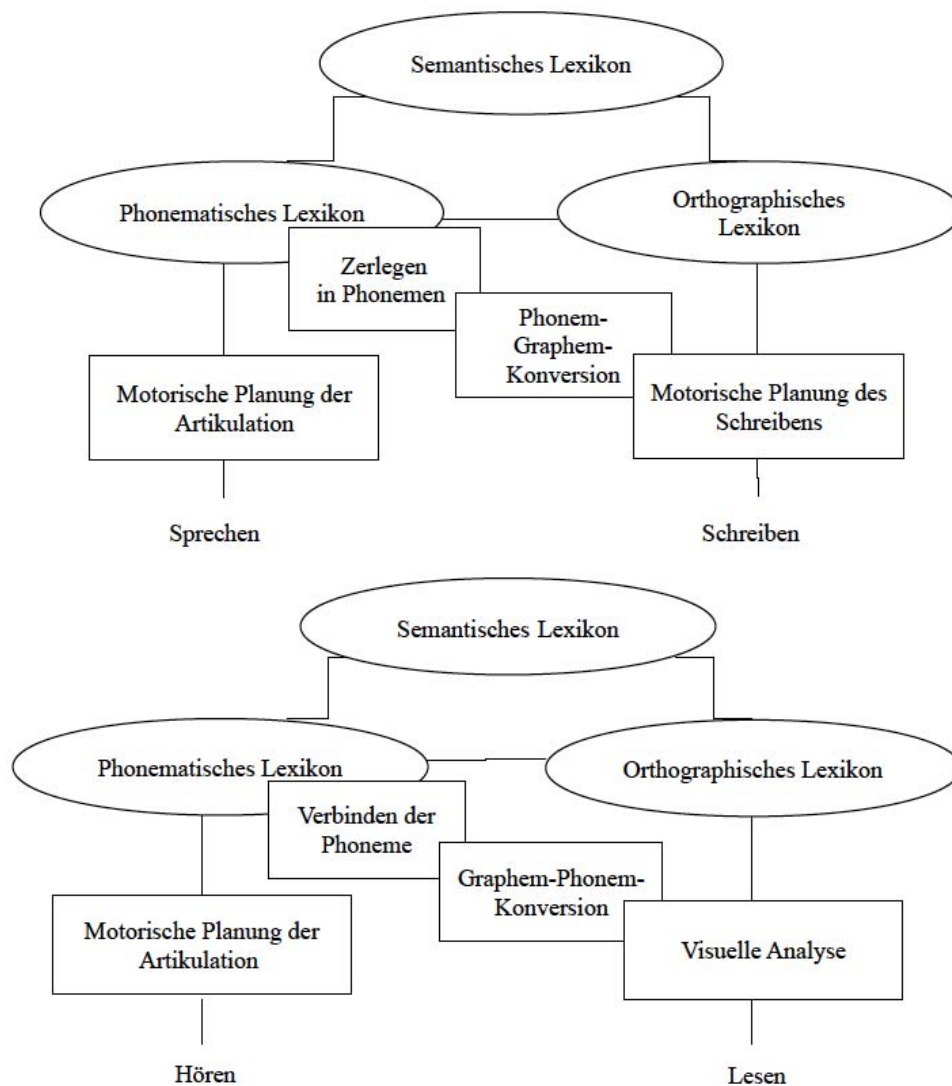 Semantisches Lexikon
Phonematisches Lexikon
Orthographisches
Lexikon
Zerlegen
in Phonemen
Phonem-
Graphem-
Konversion
Motorische Planung der
Artikulation
Motorische Planung des
Schreibens
Sprechen
Schreiben
Semantisches Lexikon
Phonematisches Lexikon
Orthographisches Lexikon
Verbinden der
Phoneme
Graphem-Phonem-
Konversion
Motorische Planung der
Artikulation
Visuelle Analyse
Hören
Lesen